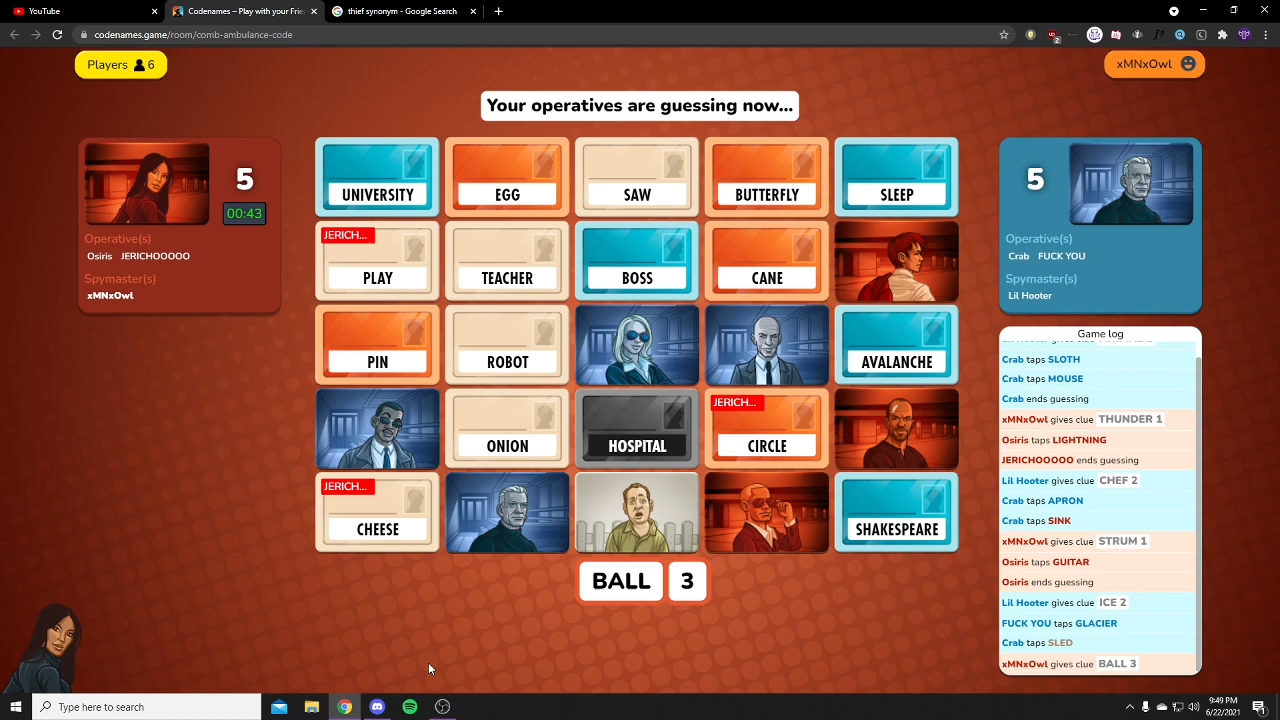 YouTube
Codenames – Play with your Frien
thief synonym - Google Search
codenames.game/room/comb-ambulance-code
Players 6
xMNxOwl
Your operatives are guessing now...
5
00:43
Operative(s)
Osiris JERICHOOOOO
Spymaster(s)
xMNxOwl
UNIVERSITY
EGG
SAW
BUTTERFLY
SLEEP
JERICH...
PLAY
TEACHER
BOSS
CANE
PIN
ROBOT
AVALANCHE
ONION
HOSPITAL
JERICH...
CIRCLE
JERICH...
CHEESE
SHAKESPEARE
BALL 3
5
Operative(s)
Crab FUCK YOU
Spymaster(s)
Lil Hooter
Game log
Crab taps SLOTH
Crab taps MOUSE
Crab ends guessing
xMNxOwl gives clue THUNDER 1
Osiris taps LIGHTNING
JERICHOOOOO ends guessing
Lil Hooter gives clue CHEF 2
Crab taps APRON
Crab taps SINK
xMNxOwl gives clue STRUM 1
Osiris taps GUITAR
Osiris ends guessing
Lil Hooter gives clue ICE 2
FUCK YOU taps GLACIER
Crab taps SLED
xMNxOwl gives clue BALL 3
Type here to search
9:49 PM
6/22/2021